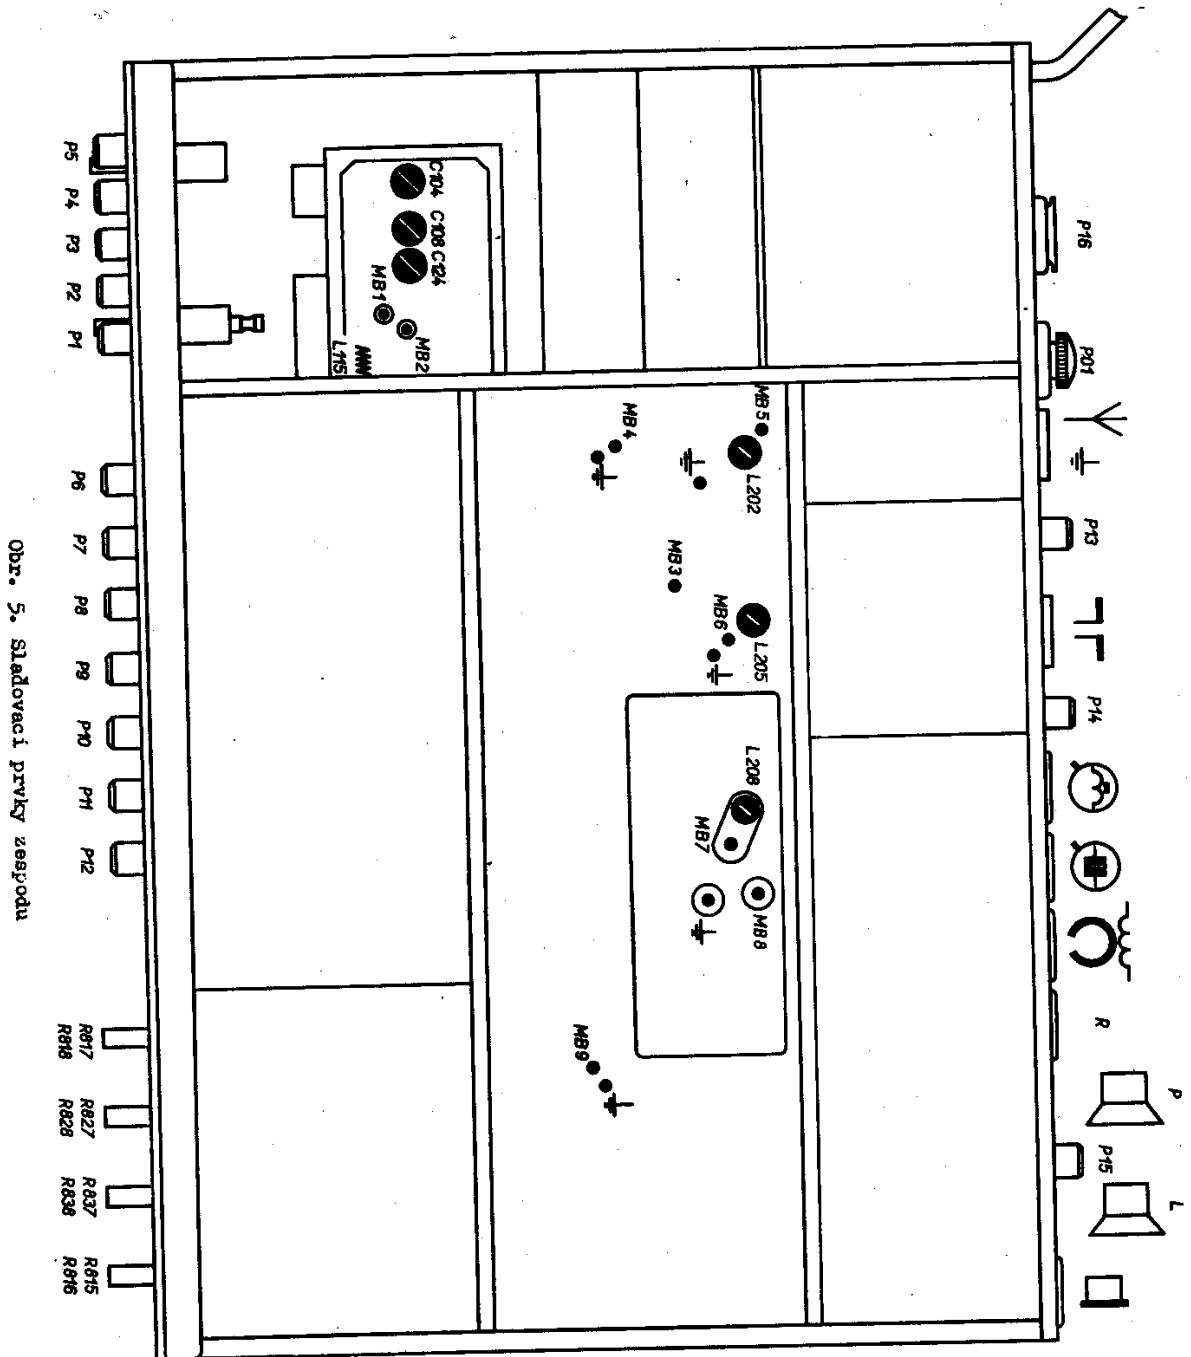 P16
P01
P13
P14
R
P
P15
L
C104
C108
C124
MB1
MB2
L115
MB5
MB4
L202
MB3
MB6
L205
L208
MB7
MB8
MB9
P5
P4
P3
P2
P1
P6
P7
P8
P9
P10
P11
P12
R817
R818
R827
R828
R837
R838
R815
R816
Obr. 5. Slaďovací prvky zespodu